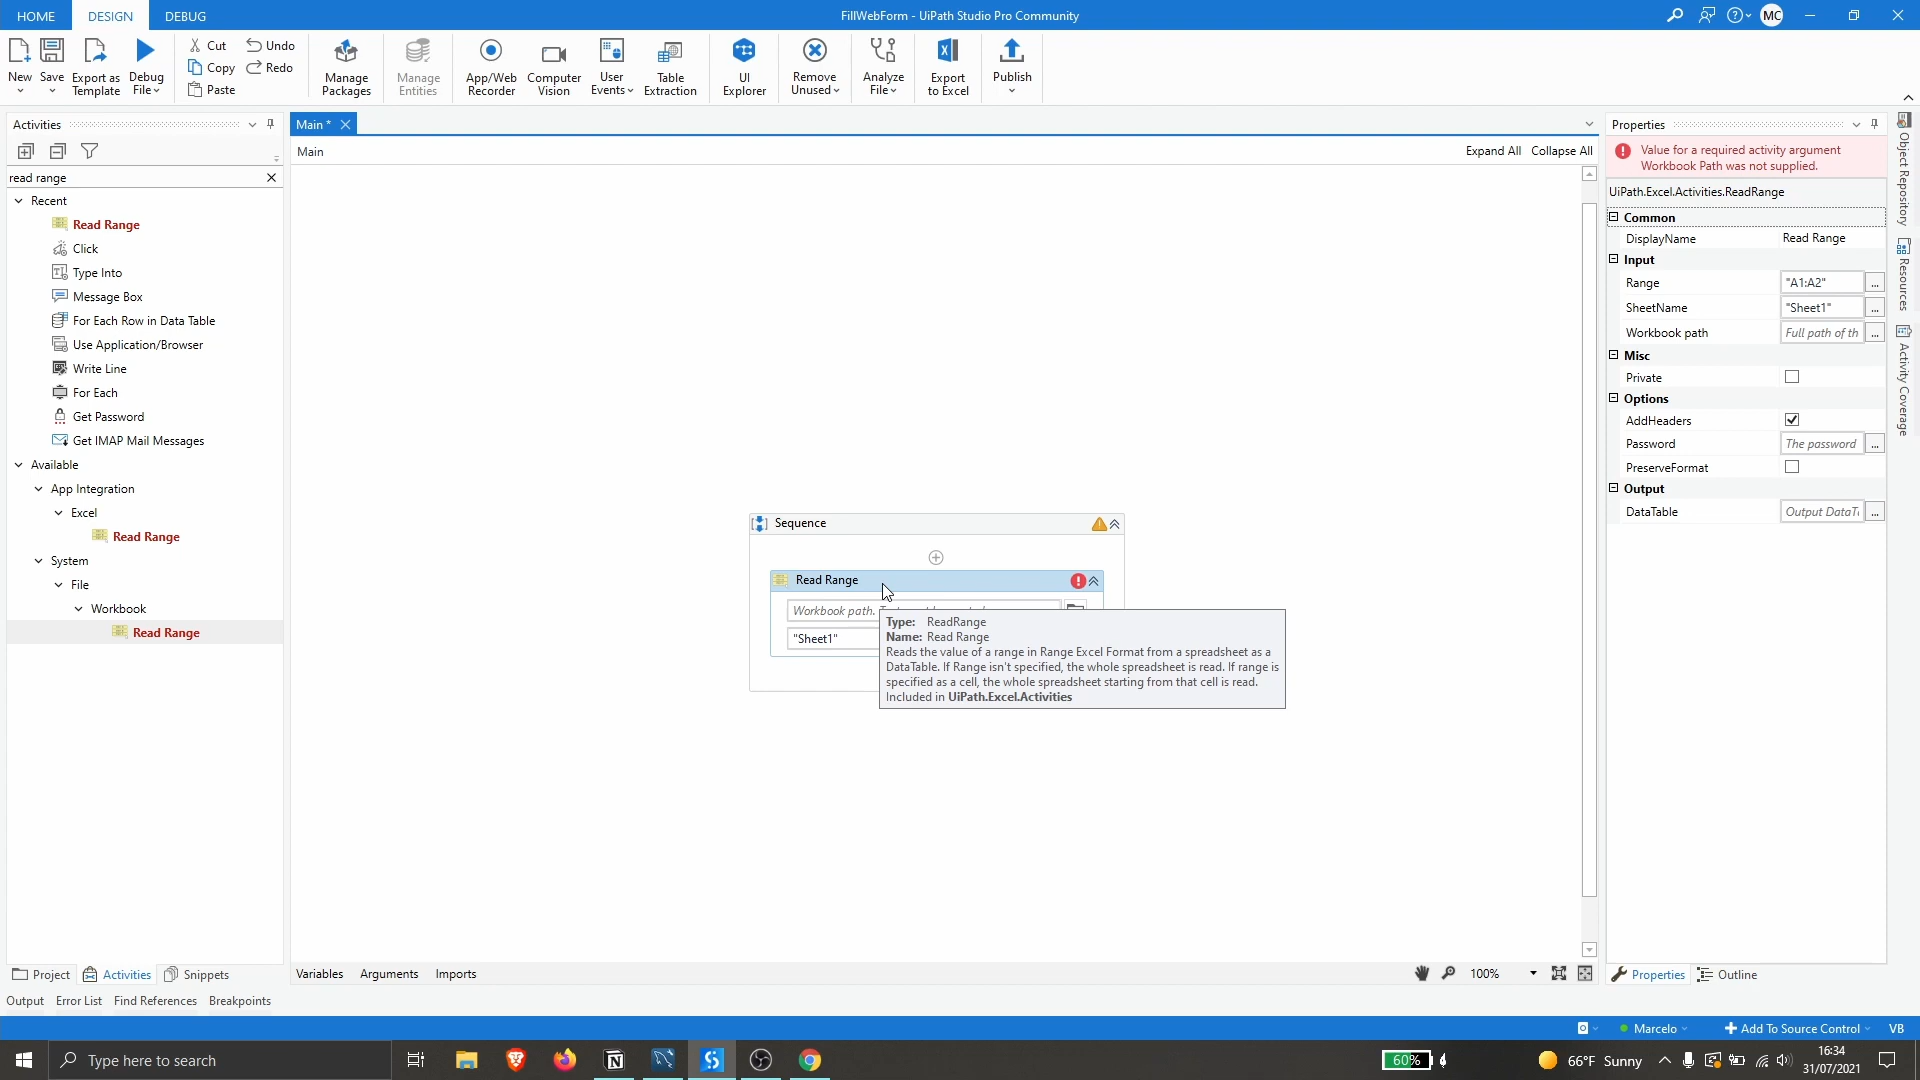 HOME DESIGN DEBUG
FillWebForm - UiPath Studio Pro Community
MC
New
Save
Export as
Template
Debug
File
Cut
Copy
Paste
Undo
Redo
Manage
Packages
Manage
Entities
App/Web
Recorder
Computer
Vision
User
Events
Table
Extraction
UI
Explorer
Remove
Unused
Analyze
File
Export
to Excel
Publish
Activities
read range
Recent
Read Range
Click
Type Into
Message Box
For Each Row in Data Table
Use Application/Browser
Write Line
For Each
Get Password
Get IMAP Mail Messages
Available
App Integration
Excel
Read Range
System
File
Workbook
Read Range
Project Activities Snippets
Main *
Main
Expand All Collapse All
Sequence
Read Range
Workbook path.
"Sheet1"
Type: ReadRange
Name: Read Range
Reads the value of a range in Range Excel Format from a spreadsheet as a
DataTable. If Range isn't specified, the whole spreadsheet is read. If range is
specified as a cell, the whole spreadsheet starting from that cell is read.
Included in UiPath.Excel.Activities
Variables Arguments Imports
100%
Properties
Value for a required activity argument
Workbook Path was not supplied.
UiPath.Excel.Activities.ReadRange
Common
DisplayName Read Range
Input
Range "A1:A2" ...
SheetName "Sheet1" ...
Workbook path Full path of th ...
Misc
Private
Options
AddHeaders
Password The password ...
PreserveFormat
Output
DataTable Output DataT ...
Properties Outline
Object Repository
Resources
Activity Coverage
Output Error List Find References Breakpoints
Marcelo
Add To Source Control
VB
Type here to search
60%
66°F Sunny
16:34
31/07/2021